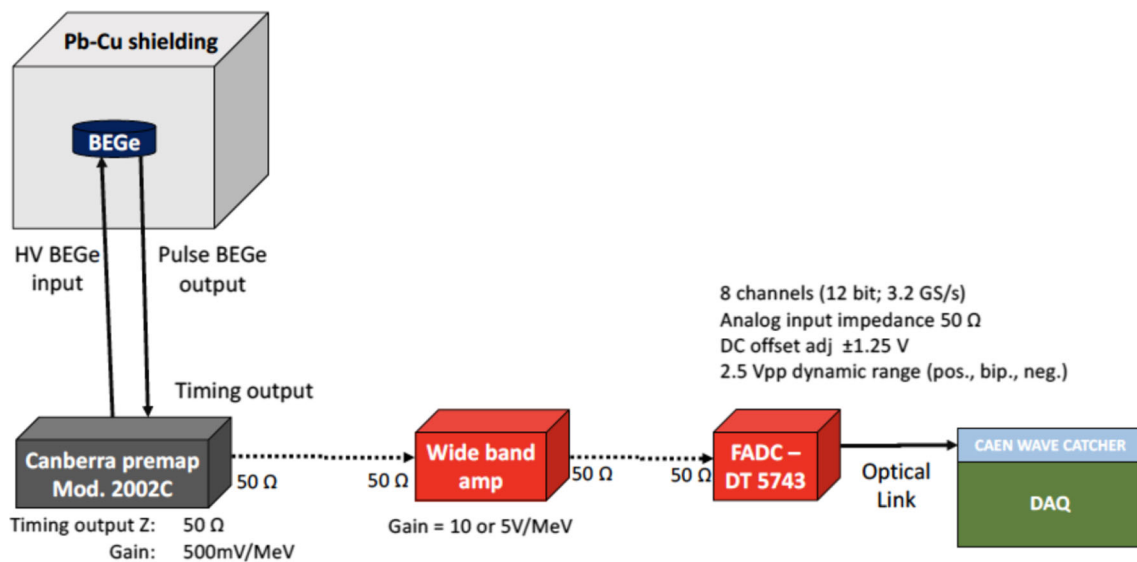 Pb-Cu shielding
BEGe
HV BEGe
input
Pulse BEGe
output
8 channels (12 bit; 3.2 GS/s)
Analog input impedance 50 Ω
DC offset adj ±1.25 V
2.5 Vpp dynamic range (pos., bip., neg.)
Timing output
Canberra premap
Mod. 2002C
50 Ω
50 Ω
Wide band
amp
50 Ω
FADC –
DT 5743
Optical
Link
CAEN WAVE CATCHER
DAQ
Timing output Z: 50 Ω
Gain: 500mV/MeV
Gain = 10 or 5V/MeV